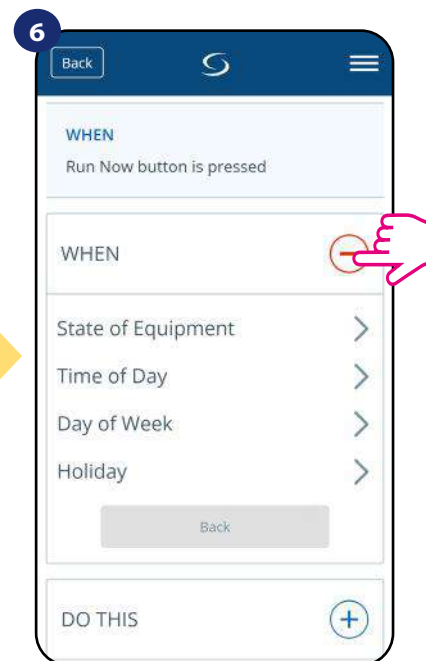 6
Back
WHEN
Run Now button is pressed
WHEN
State of Equipment
Time of Day
Day of Week
Holiday
Back
DO THIS